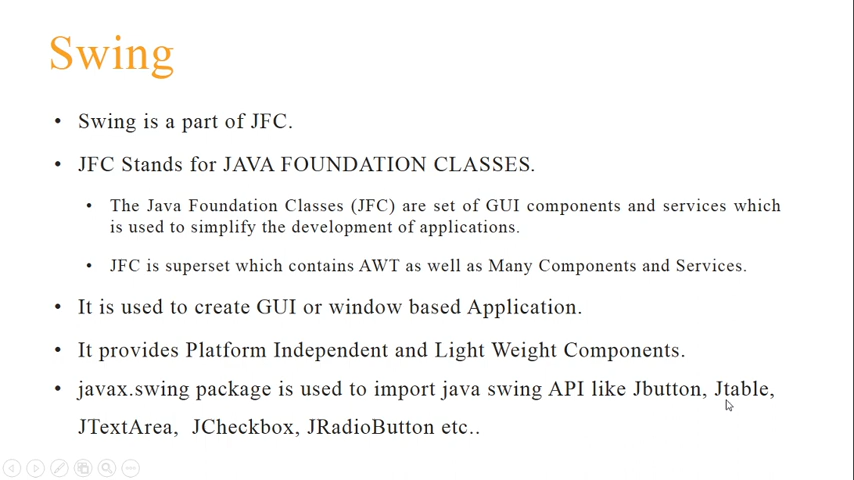 Swing
• Swing is a part of JFC.
• JFC Stands for JAVA FOUNDATION CLASSES.
• The Java Foundation Classes (JFC) are set of GUI components and services which
is used to simplify the development of applications.
• JFC is superset which contains AWT as well as Many Components and Services.
• It is used to create GUI or window based Application.
• It provides Platform Independent and Light Weight Components.
• javax.swing package is used to import java swing API like Jbutton, Jtable,
JTextArea, JCheckbox, JRadioButton etc..